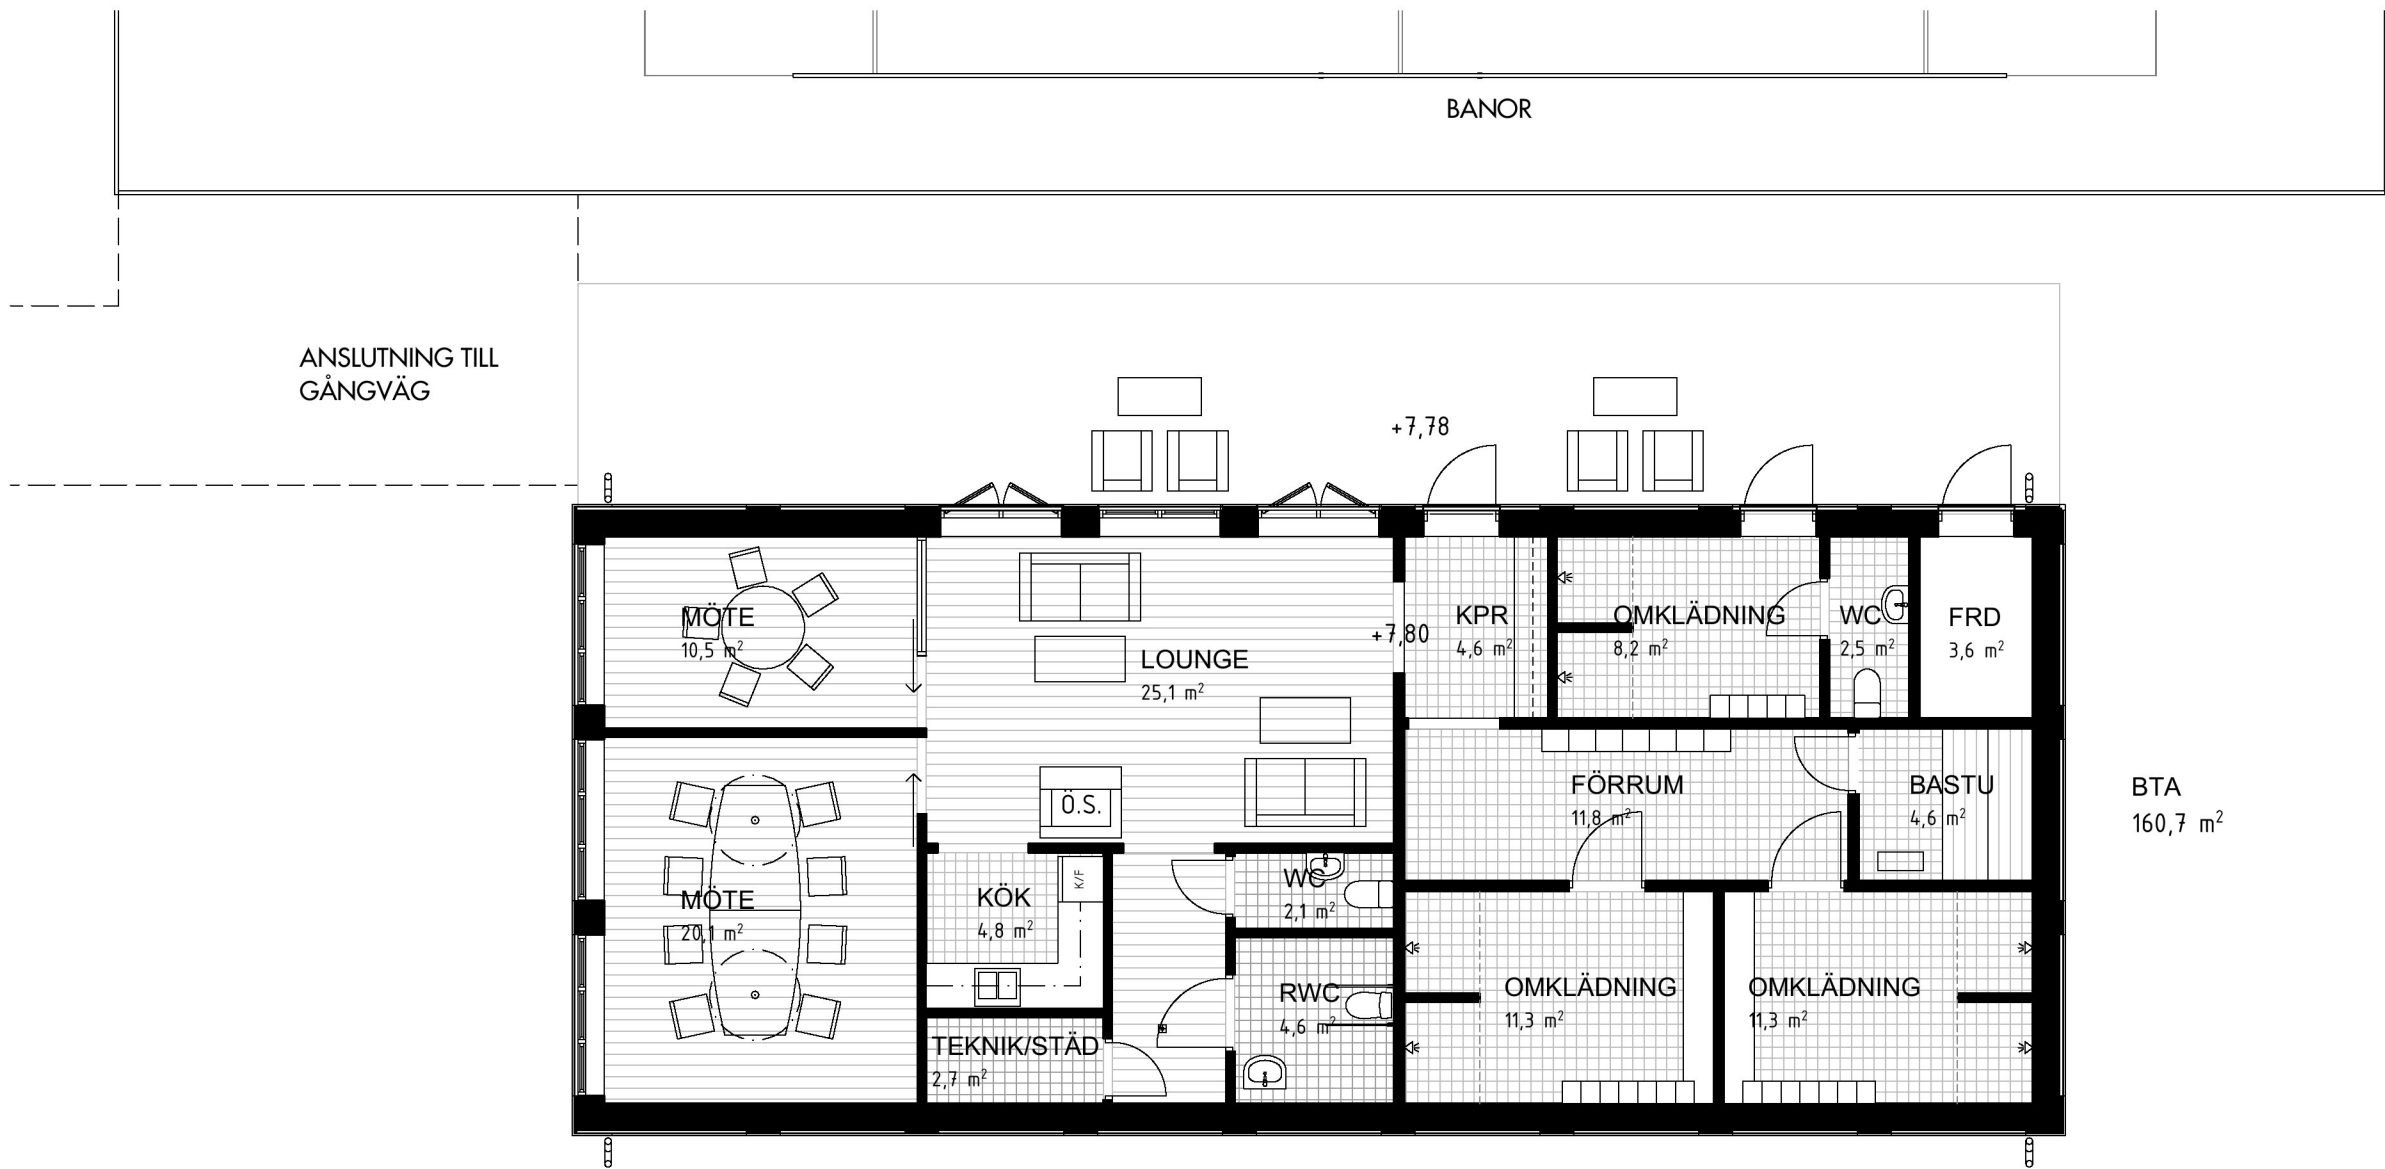 BANOR
ANSLUTNING TILL
GÅNGVÄG
+7,78
MÖTE
10,5 m²
LOUNGE
25,1 m²
+7,80
KPR
4,6 m²
OMKLÄDNING
8,2 m²
WC
2,5 m²
FRD
3,6 m²
Ö.S.
FÖRRUM
11,8 m²
BASTU
4,6 m²
BTA
160,7 m²
MÖTE
20,1 m²
KÖK
4,8 m²
K/F
WC
2,1 m²
RWC
4,6 m²
OMKLÄDNING
11,3 m²
OMKLÄDNING
11,3 m²
TEKNIK/STÄD
2,7 m²